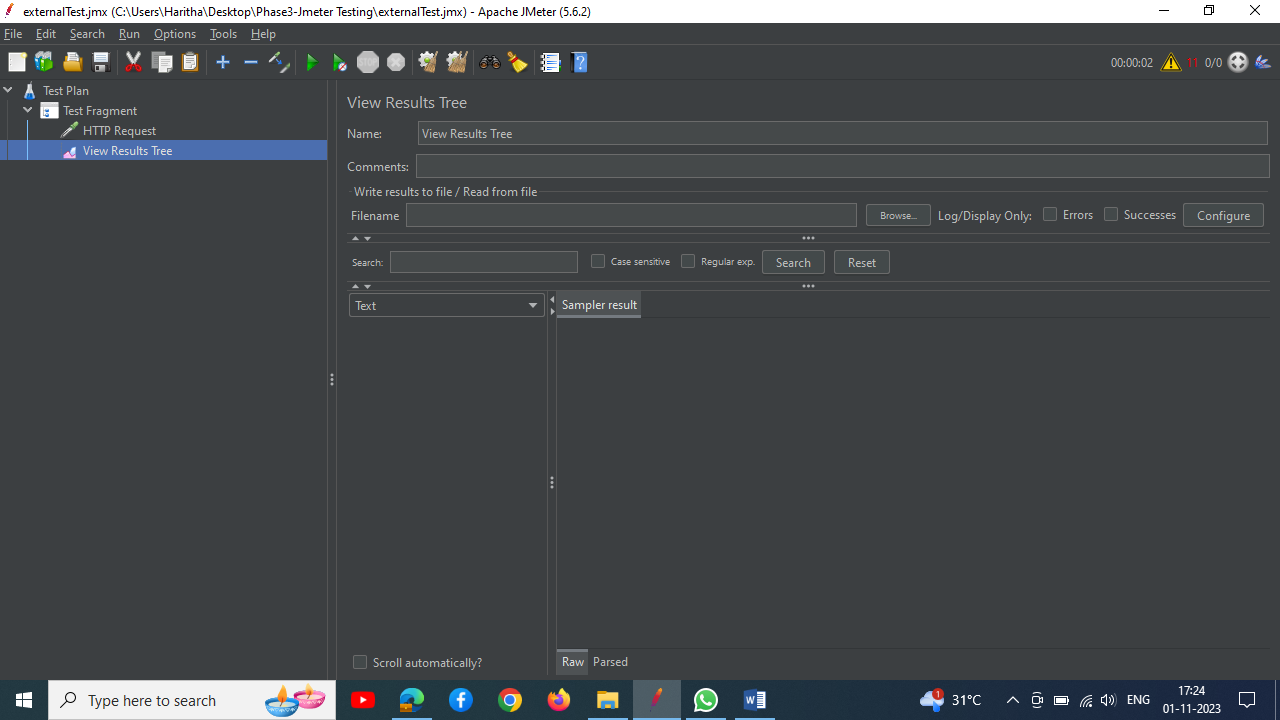 externalTest.jmx (C:\Users\Haritha\Desktop\Phase3-Jmeter Testing\externalTest.jmx) - Apache JMeter (5.6.2)
File Edit Search Run Options Tools Help
STOP 00:00:02 11 0/0
Test Plan
Test Fragment
HTTP Request
View Results Tree
View Results Tree
Name: View Results Tree
Comments:
Write results to file / Read from file
Filename Browse... Log/Display Only: Errors Successes Configure
Search: Case sensitive Regular exp. Search Reset
Text Sampler result
Scroll automatically? Raw Parsed
Type here to search 1 31°C ENG 17:24
01-11-2023